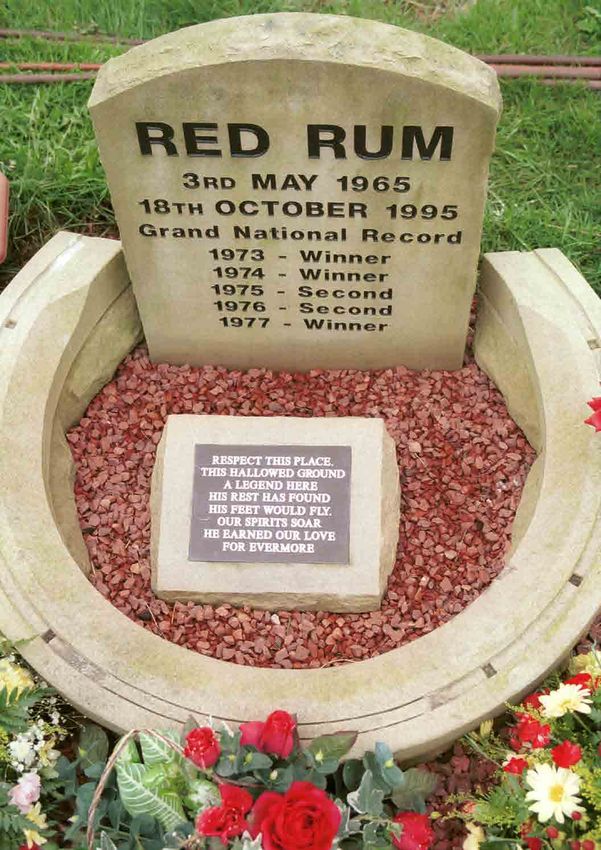 RED RUM
3RD MAY 1965
18TH OCTOBER 1995
Grand National Record
1973 - Winner
1974 - Winner
1975 - Second
1976 - Second
1977 - Winner
RESPECT THIS PLACE.
THIS HALLOWED GROUND
A LEGEND HERE
HIS REST HAS FOUND
HIS FEET WOULD FLY.
OUR SPIRITS SOAR
HE EARNED OUR LOVE
FOR EVERMORE